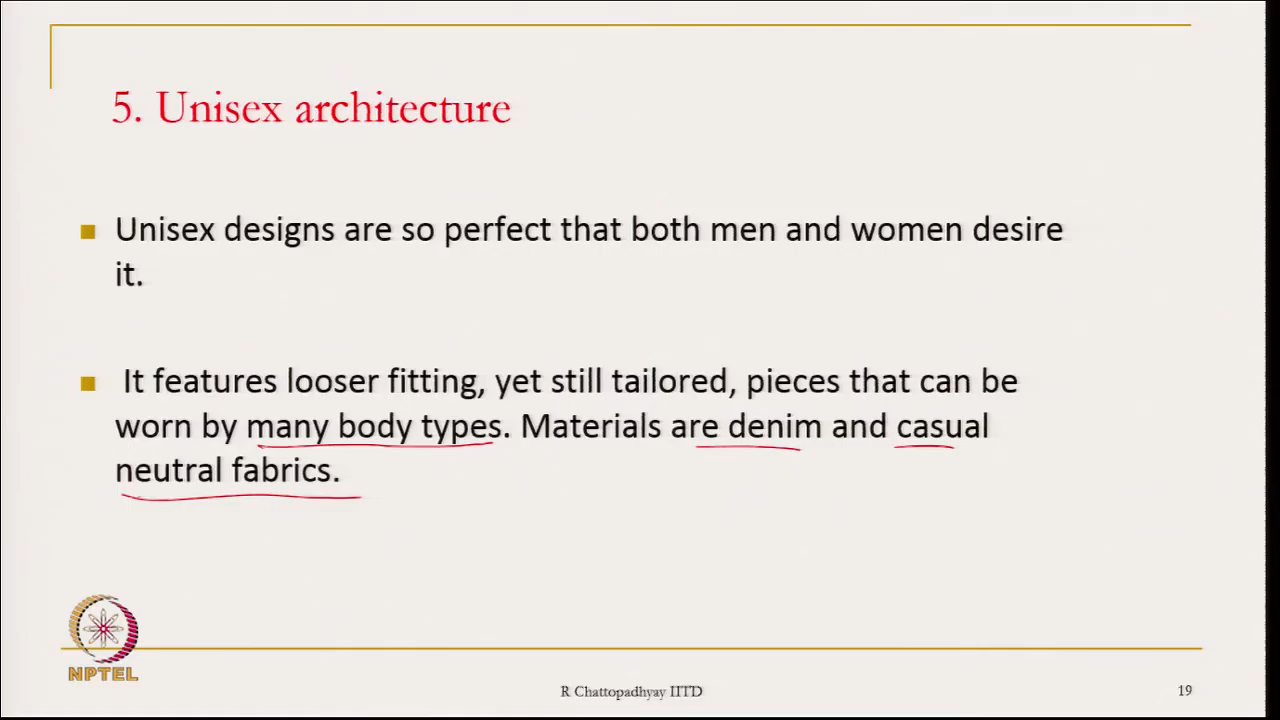 5. Unisex architecture
Unisex designs are so perfect that both men and women desire
it.
It features looser fitting, yet still tailored, pieces that can be
worn by many body types. Materials are denim and casual
neutral fabrics.
NPTEL
R Chattopadhyay IITD
19